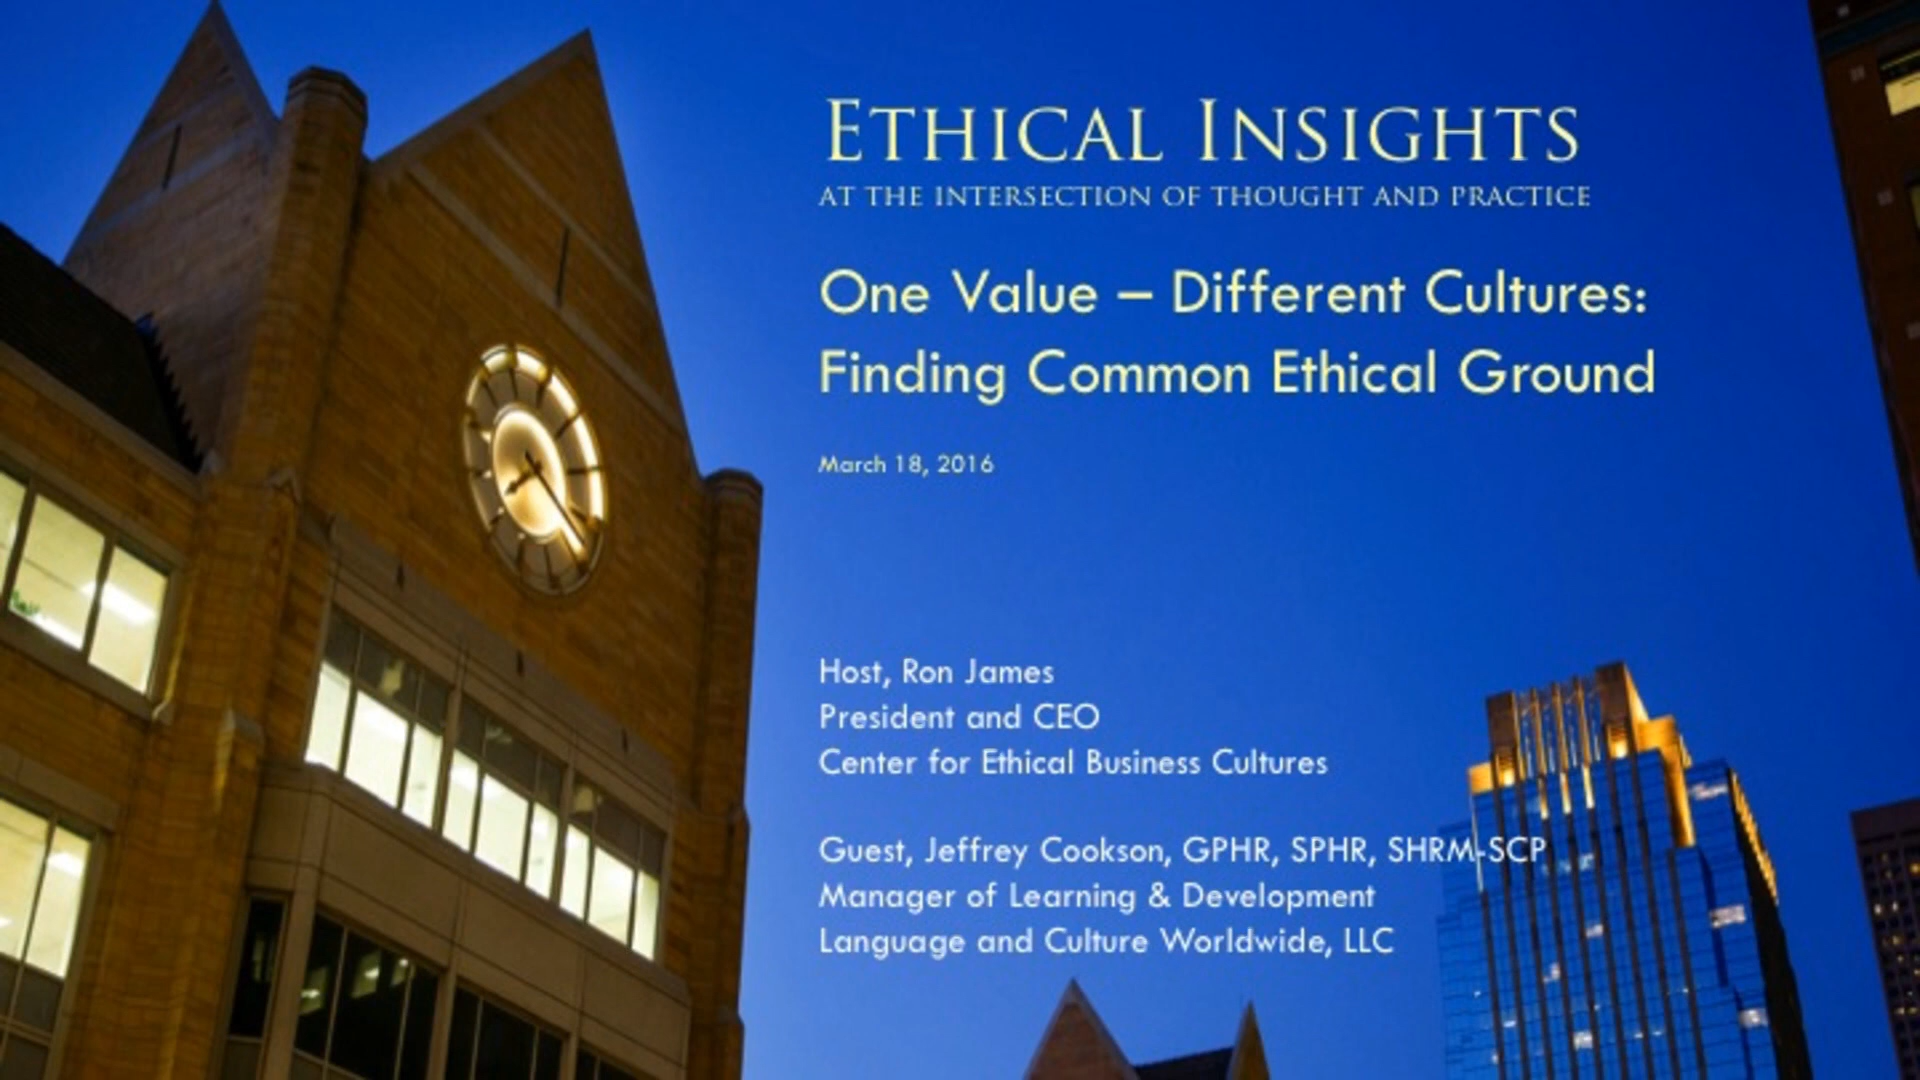 ETHICAL INSIGHTS
AT THE INTERSECTION OF THOUGHT AND PRACTICE
One Value – Different Cultures:
Finding Common Ethical Ground
March 18, 2016
Host, Ron James
President and CEO
Center for Ethical Business Cultures
Guest, Jeffrey Cookson, GPHR, SPHR, SHRM-SCP
Manager of Learning & Development
Language and Culture Worldwide, LLC